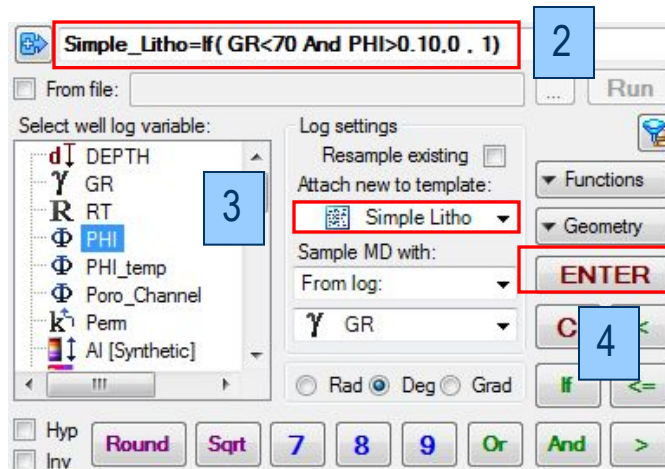 Simple_Litho=If( GR<70 And PHI>0.10,0 , 1)
2
From file:
...
Run
Select well log variable:
DEPTH
γ GR
R RT
Φ PHI
Φ PHI_temp
Φ Poro_Channel
k Perm
AI [Synthetic]
3
Log settings
Resample existing
Attach new to template:
Simple Litho
Sample MD with:
From log:
γ GR
Rad Deg Grad
Functions
Geometry
ENTER
C
4
If <=
Hyp
Inv
Round Sqrt 7 8 9 Or And >